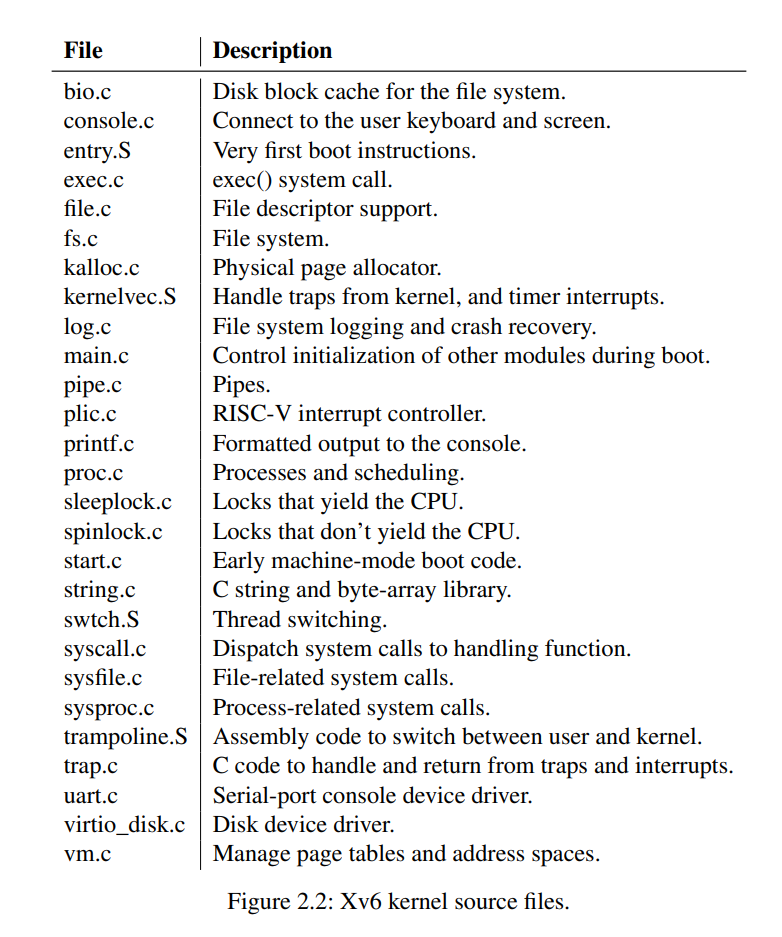 File Description
bio.c Disk block cache for the file system.
console.c Connect to the user keyboard and screen.
entry.S Very first boot instructions.
exec.c exec() system call.
file.c File descriptor support.
fs.c File system.
kalloc.c Physical page allocator.
kernelvec.S Handle traps from kernel, and timer interrupts.
log.c File system logging and crash recovery.
main.c Control initialization of other modules during boot.
pipe.c Pipes.
plic.c RISC-V interrupt controller.
printf.c Formatted output to the console.
proc.c Processes and scheduling.
sleeplock.c Locks that yield the CPU.
spinlock.c Locks that don’t yield the CPU.
start.c Early machine-mode boot code.
string.c C string and byte-array library.
swtch.S Thread switching.
syscall.c Dispatch system calls to handling function.
sysfile.c File-related system calls.
sysproc.c Process-related system calls.
trampoline.S Assembly code to switch between user and kernel.
trap.c C code to handle and return from traps and interrupts.
uart.c Serial-port console device driver.
virtio_disk.c Disk device driver.
vm.c Manage page tables and address spaces.
Figure 2.2: Xv6 kernel source files.